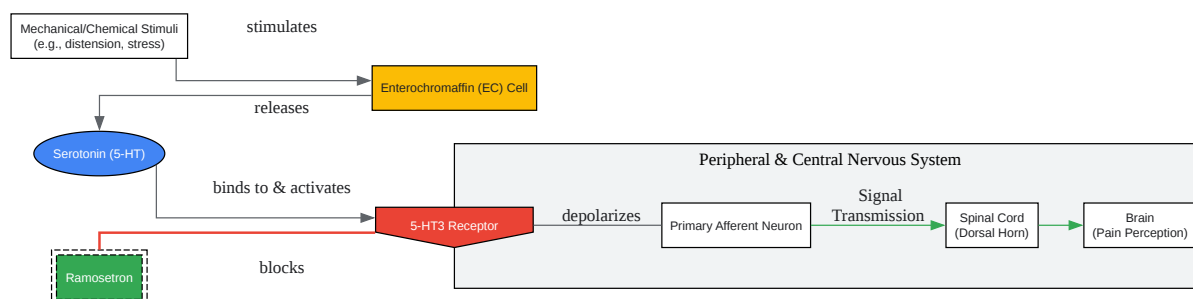 Mechanical/Chemical Stimuli
(e.g., distension, stress)
stimulates
Enterochromaffin (EC) Cell
releases
Serotonin (5-HT)
Peripheral & Central Nervous System
binds to & activates
5-HT3 Receptor
depolarizes
Primary Afferent Neuron
Signal
Transmission
Spinal Cord
(Dorsal Horn)
Brain
(Pain Perception)
blocks
Ramosetron